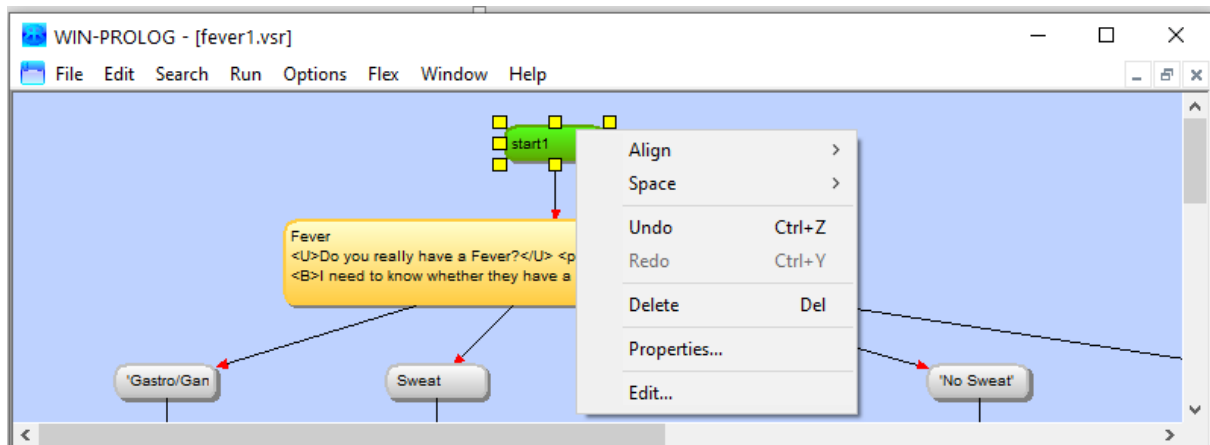 WIN-PROLOG - [fever1.vsr]
File Edit Search Run Options Flex Window Help
start1
Align
Space
Undo Ctrl+Z
Redo Ctrl+Y
Delete Del
Properties...
Edit...
Fever
<U>Do you really have a Fever?</U> <p
<B>I need to know whether they have a
'Gastro/Gan
Sweat
'No Sweat'